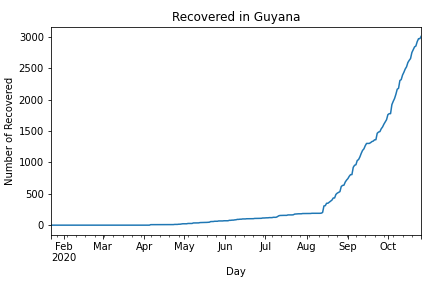 Recovered in Guyana
Number of Recovered
3000
2500
2000
1500
1000
500
0
Feb Mar Apr May Jun Jul Aug Sep Oct
2020
Day